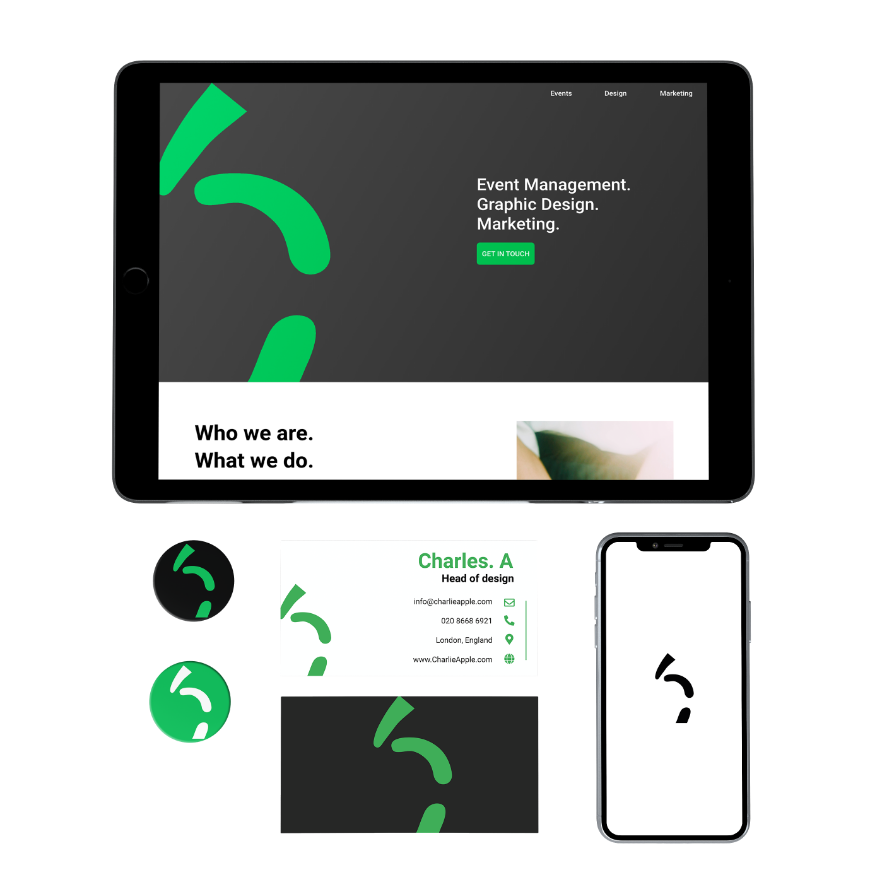 Events Design Marketing
Event Management.
Graphic Design.
Marketing.
GET IN TOUCH
Who we are.
What we do.
Charles. A
Head of design
info@charlieapple.com
020 8668 6921
London, England
www.CharlieApple.com